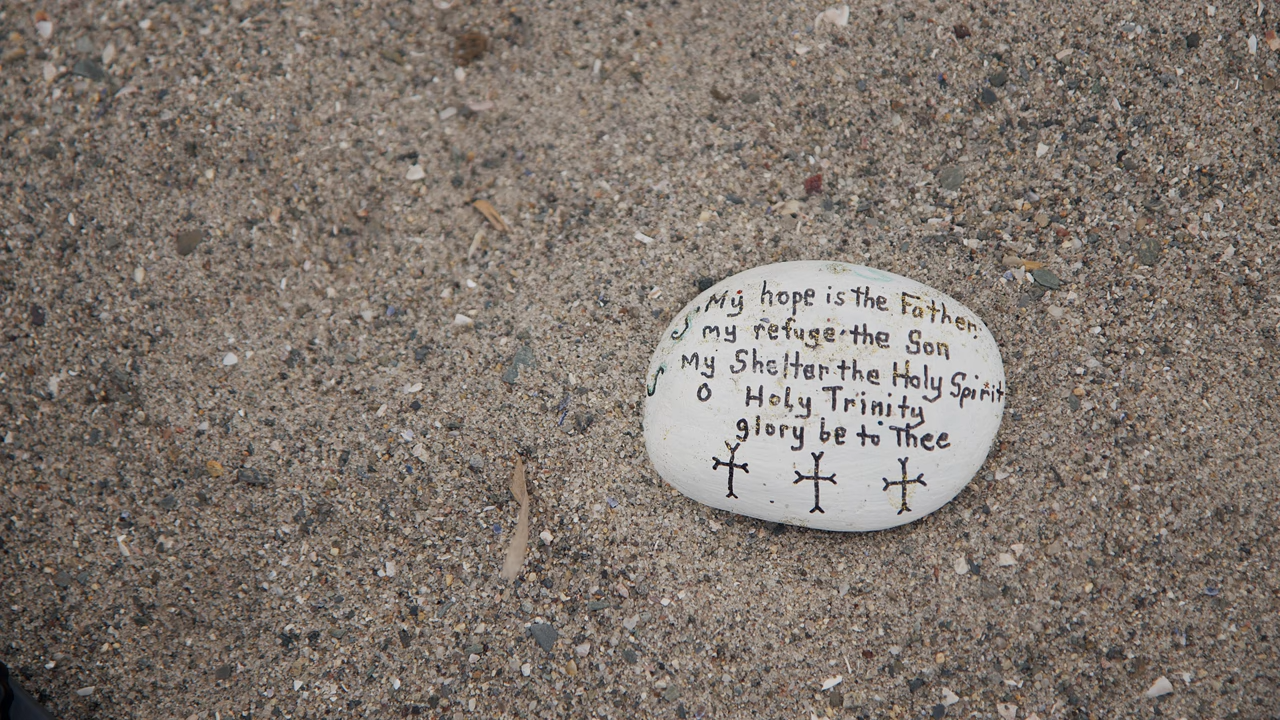 My hope is the Father,
my refuge the Son
My Shelter the Holy Spirit
O Holy Trinity
glory be to Thee